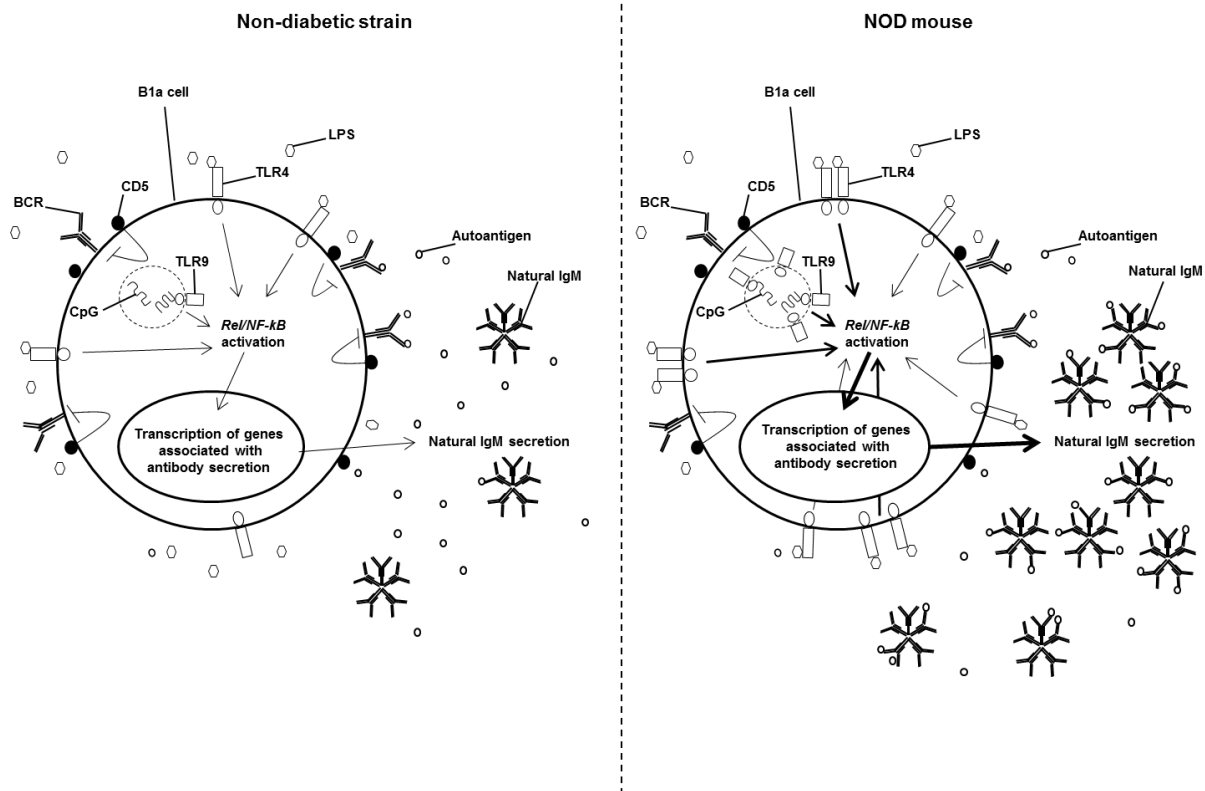 Non-diabetic strain
B1a cell
LPS
TLR4
CD5
BCR
Autoantigen
TLR9
Natural IgM
CpG
Rel/NF-kB
activation
Transcription of genes
associated with
antibody secretion
Natural IgM secretion
NOD mouse
B1a cell
LPS
TLR4
CD5
BCR
Autoantigen
TLR9
Natural IgM
CpG
Rel/NF-kB
activation
Transcription of genes
associated with
antibody secretion
Natural IgM secretion